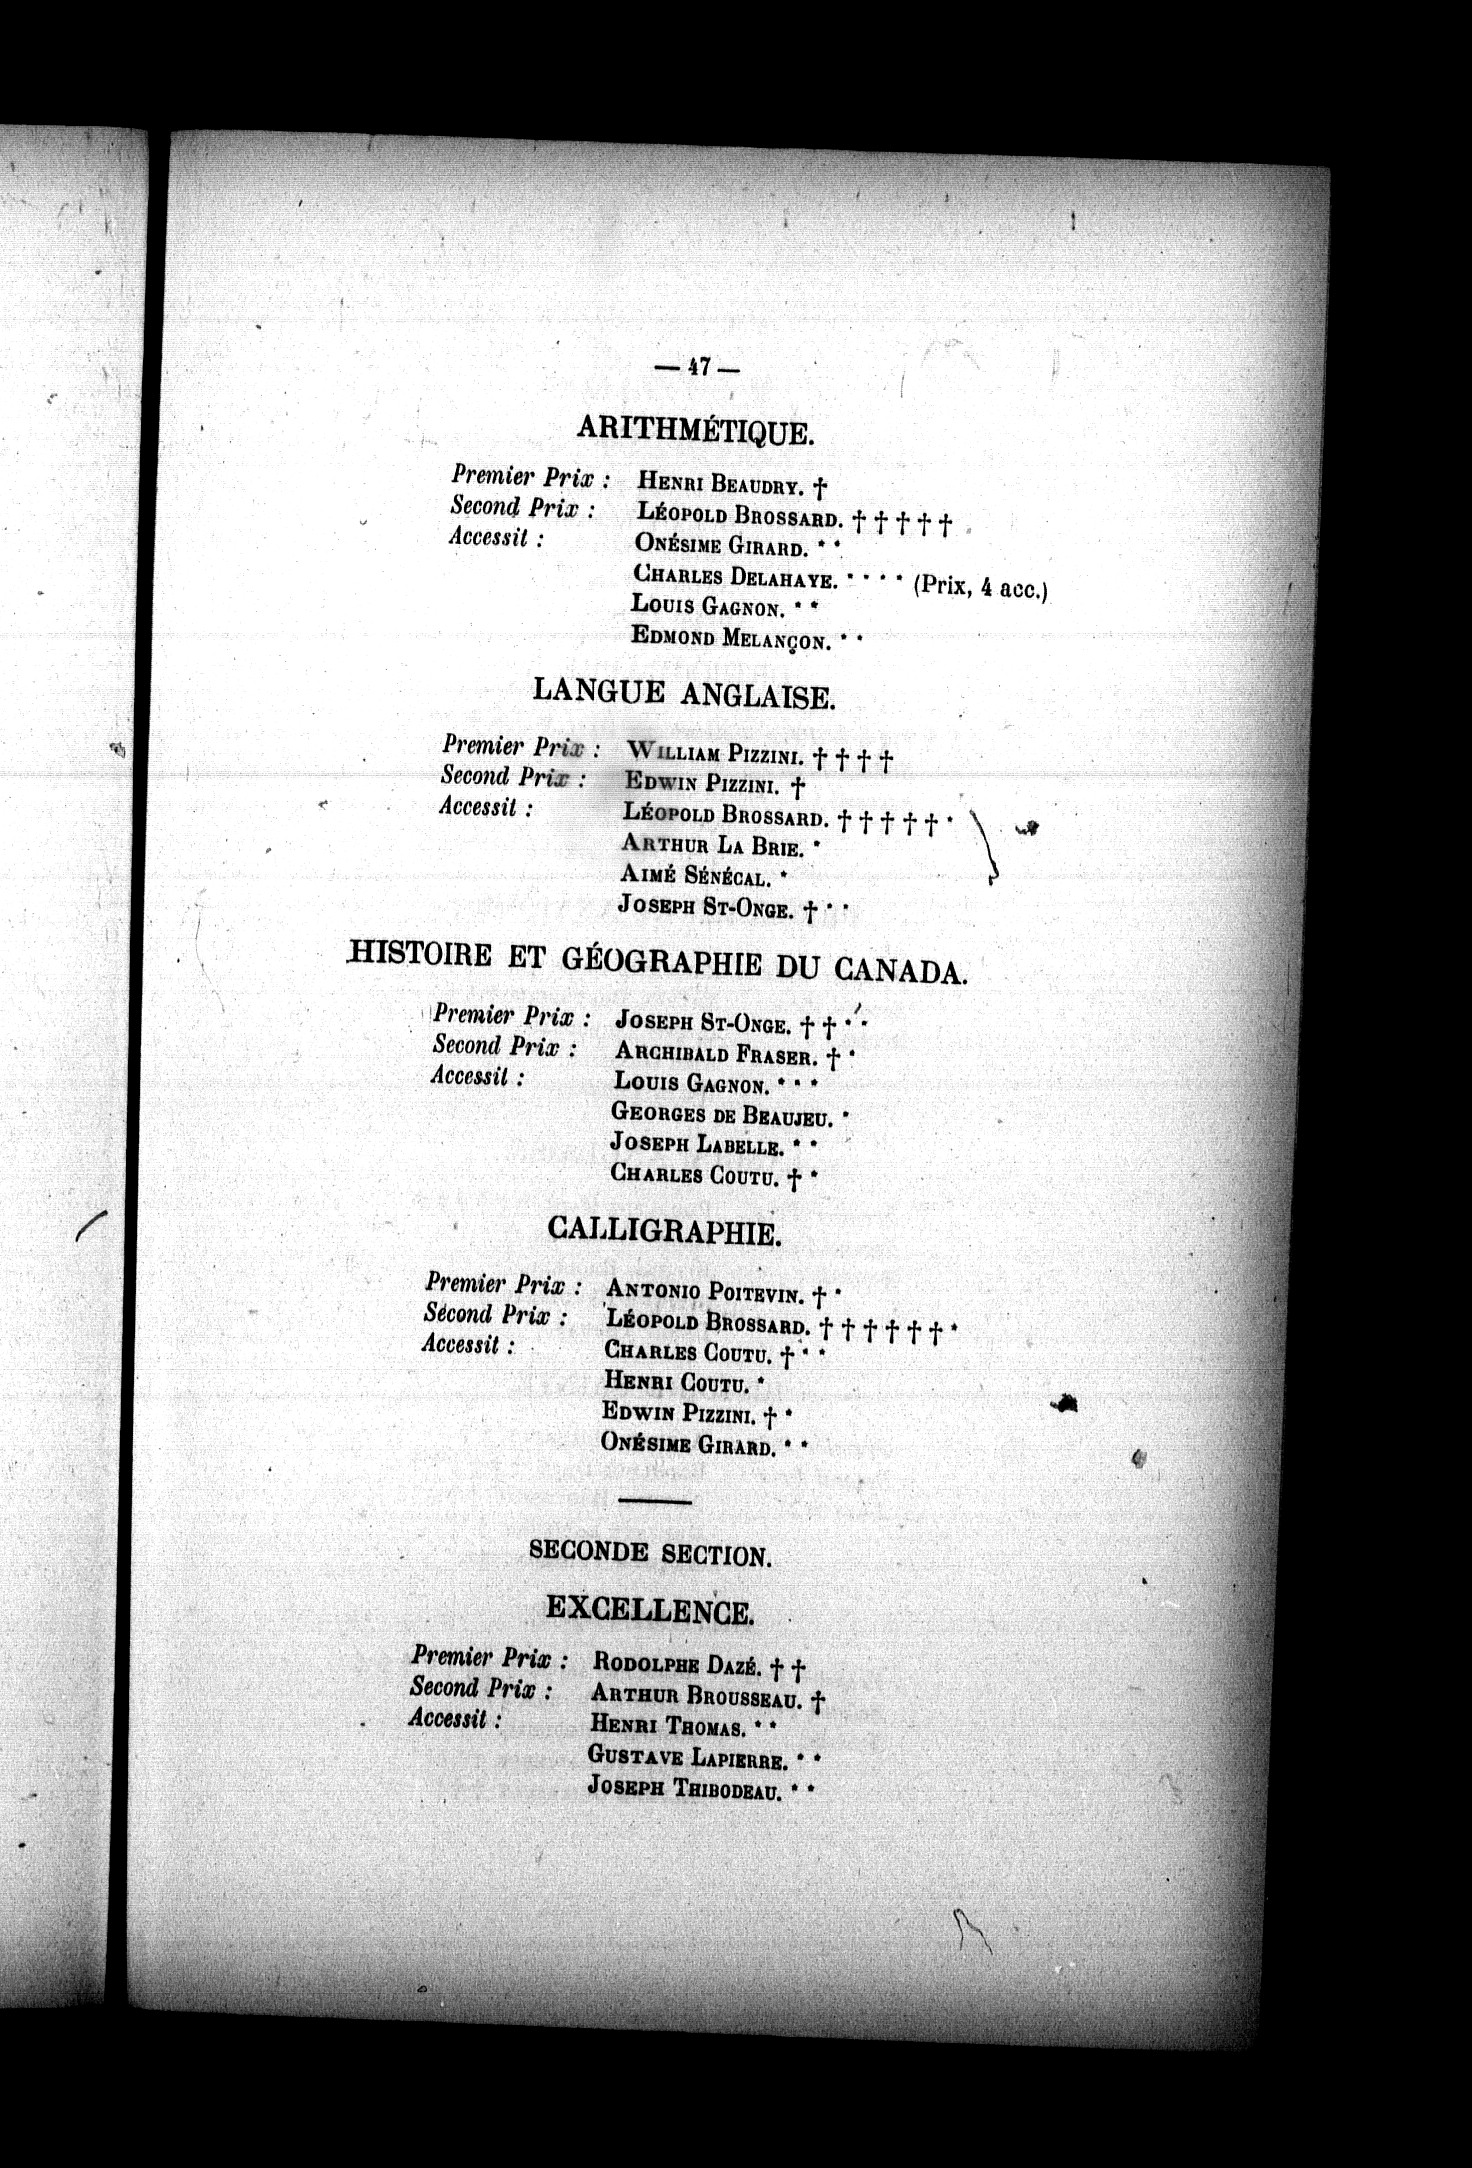 — 47 —
ARITHMÉTIQUE.
Premier Prix : HENRI BEAUDRY. †
Second Prix : LÉOPOLD BROSSARD. † † † † †
Accessit : ONÉSIME GIRARD. * *
CHARLES DELAHAYE. * * * * (Prix, 4 acc.)
LOUIS GAGNON. * *
EDMOND MELANÇON. * *
LANGUE ANGLAISE.
Premier Prix : WILLIAM PIZZINI. † † † †
Second Prix : EDWIN PIZZINI. †
Accessit : LÉOPOLD BROSSARD. † † † † † *
ARTHUR LA BRIE. *
AIMÉ SÉNÉCAL. *
JOSEPH ST-ONGE. † * *
HISTOIRE ET GÉOGRAPHIE DU CANADA.
Premier Prix : JOSEPH ST-ONGE. † † * *
Second Prix : ARCHIBALD FRASER. † *
Accessit : LOUIS GAGNON. * * *
GEORGES DE BEAUJEU. *
JOSEPH LABELLE. * *
CHARLES COUTU. † *
CALLIGRAPHIE.
Premier Prix : ANTONIO POITEVIN. † *
Second Prix : LÉOPOLD BROSSARD. † † † † † † *
Accessit : CHARLES COUTU. † * *
HENRI COUTU. *
EDWIN PIZZINI. † *
ONÉSIME GIRARD. * *
SECONDE SECTION.
EXCELLENCE.
Premier Prix : RODOLPHE DAZÉ. † †
Second Prix : ARTHUR BROUSSEAU. †
Accessit : HENRI THOMAS. * *
GUSTAVE LAPIERRE. * *
JOSEPH THIBODEAU. * *